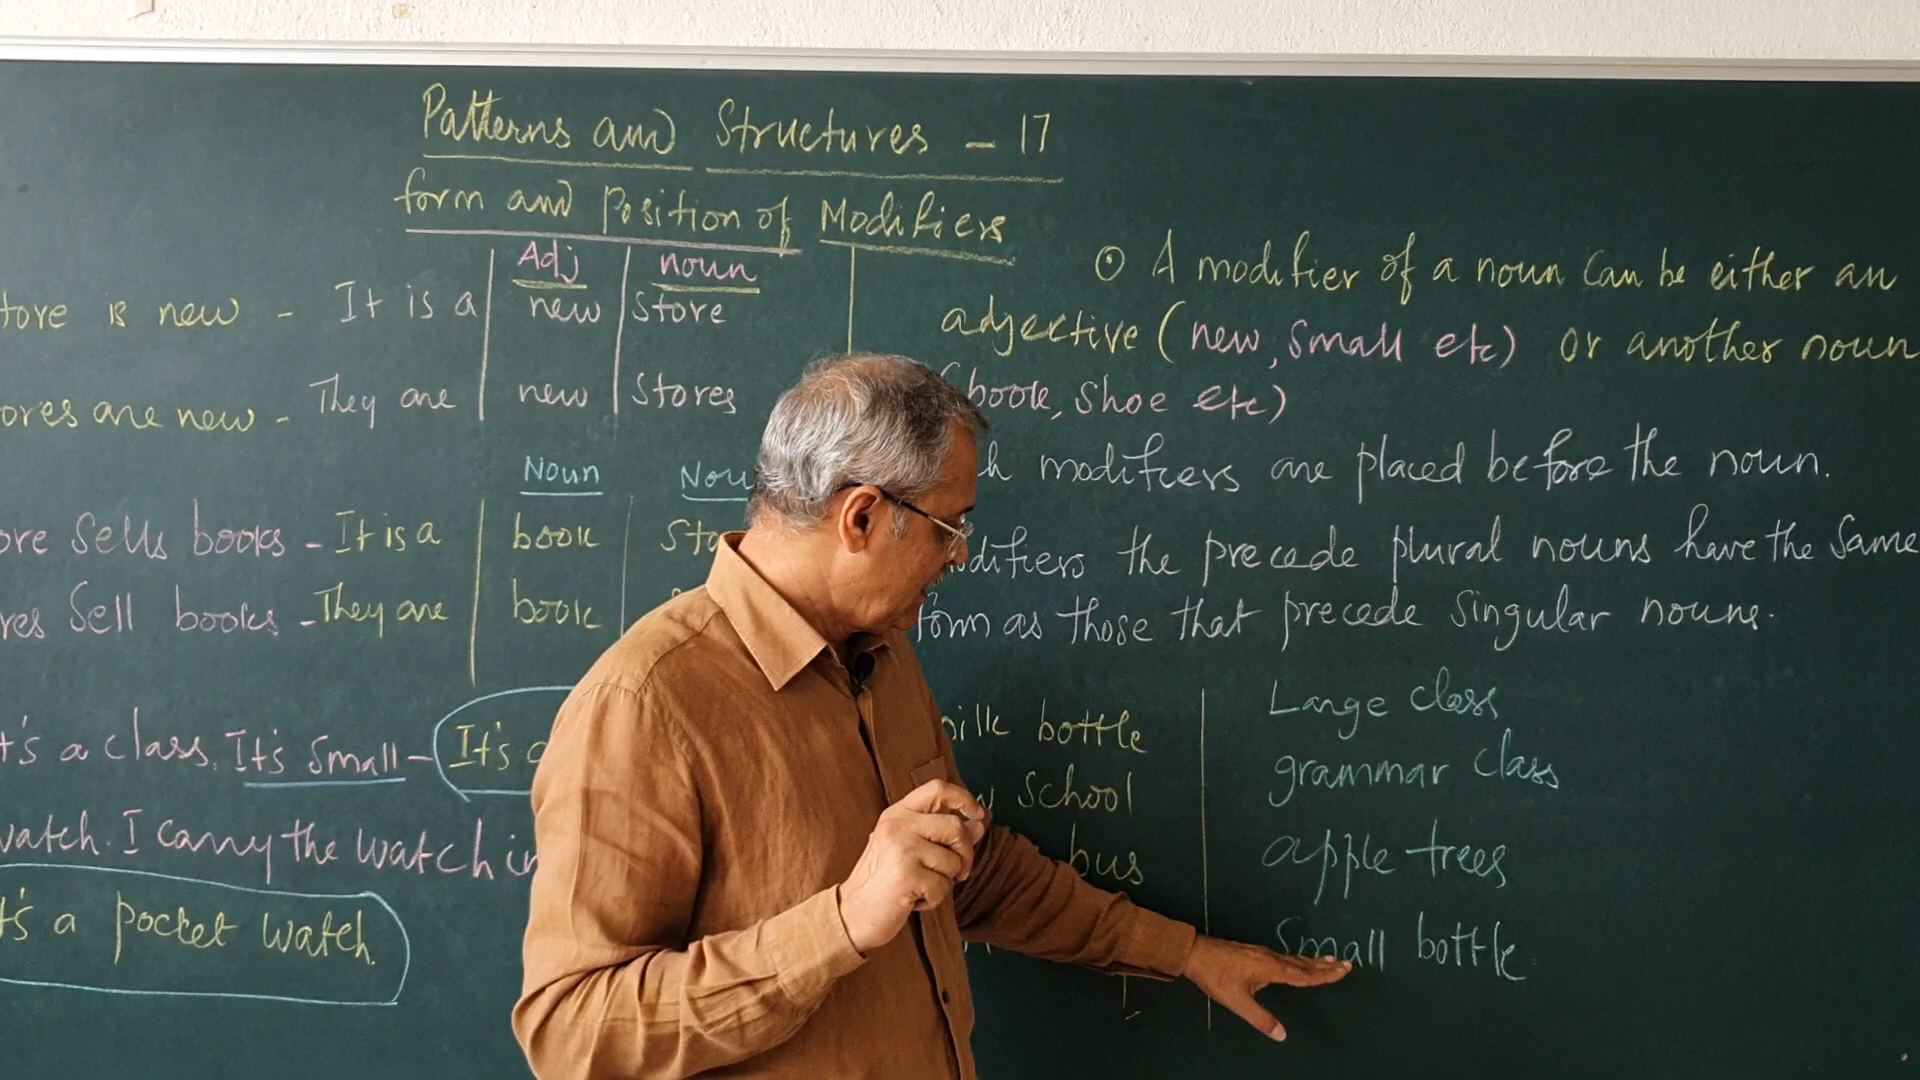 Patterns and Structures - 17
form and Position of Modifiers
Adj noun
tore is new - It is a new store
ores are new - They are new stores
Noun Nou
ore sells books - It is a book Sto
res Sell books - They are book
t's a class. It's small - It's a
watch. I carry the watch in
t's a pocket watch.
⊙ A modifier of a noun can be either an
adjective (new, small etc) or another noun
(book, shoe etc)
h modifiers are placed before the noun.
odifiers the precede plural nouns have the same
form as those that precede singular nouns.
milk bottle
w school
bus
Large class
grammar class
apple trees
small bottle